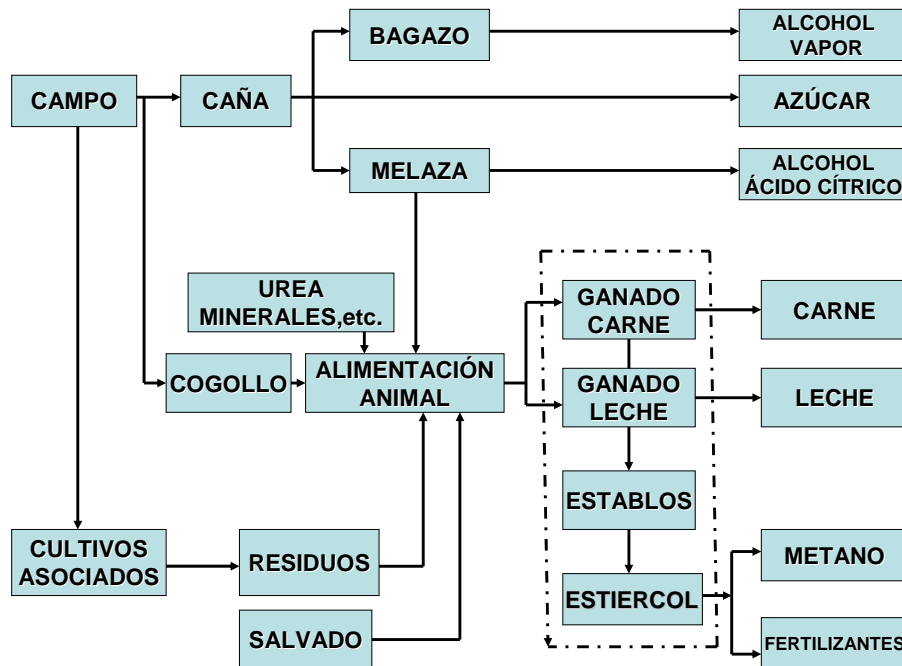 BAGAZO
ALCOHOL
VAPOR
CAMPO
CAÑA
AZÚCAR
MELAZA
ALCOHOL
ÁCIDO CÍTRICO
UREA
MINERALES,etc.
GANADO
CARNE
CARNE
COGOLLO
ALIMENTACIÓN
ANIMAL
GANADO
LECHE
LECHE
ESTABLOS
CULTIVOS
ASOCIADOS
RESIDUOS
METANO
ESTIERCOL
SALVADO
FERTILIZANTES